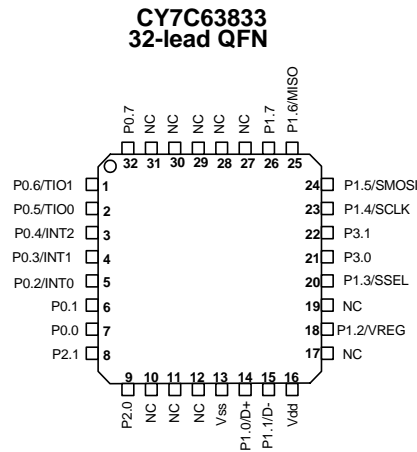 CY7C63833
32-lead QFN
P0.7
NC
NC
NC
NC
NC
P1.7
P1.6/MISO
32 31 30 29 28 27 26 25
P0.6/TIO1 1
P0.5/TIO0 2
P0.4/INT2 3
P0.3/INT1 4
P0.2/INT0 5
P0.1 6
P0.0 7
P2.1 8
24 P1.5/SMOSI
23 P1.4/SCLK
22 P3.1
21 P3.0
20 P1.3/SSEL
19 NC
18 P1.2/VREG
17 NC
9 10 11 12 13 14 15 16
P2.0
NC
NC
NC
Vss
P1.0/D+
P1.1/D-
Vdd